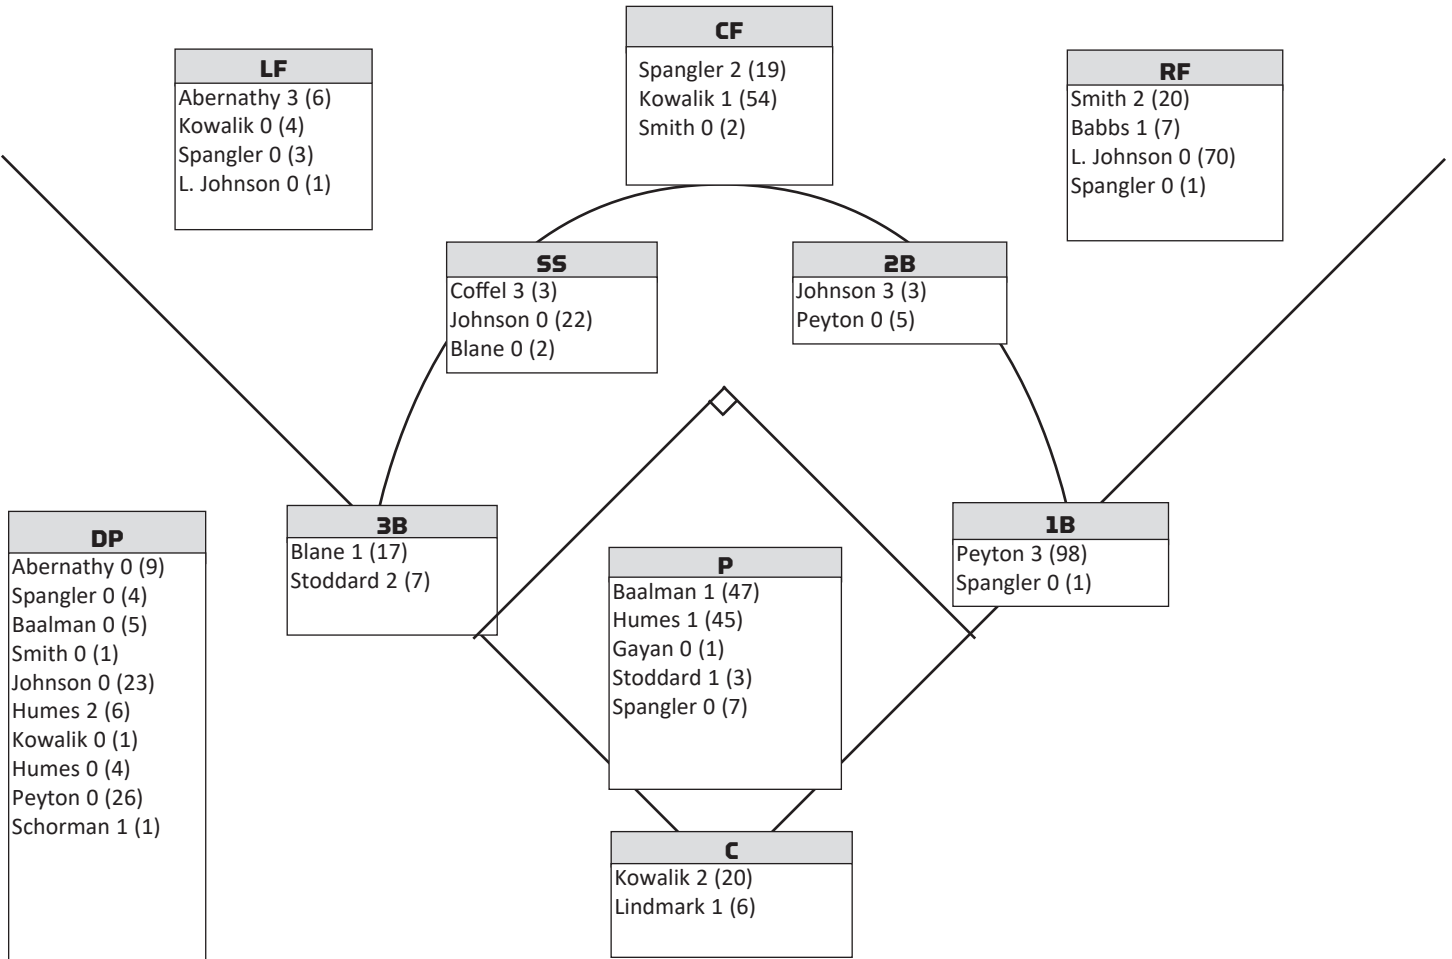 CF
Spangler 2 (19)
Kowalik 1 (54)
Smith 0 (2)
LF
Abernathy 3 (6)
Kowalik 0 (4)
Spangler 0 (3)
L. Johnson 0 (1)
RF
Smith 2 (20)
Babbs 1 (7)
L. Johnson 0 (70)
Spangler 0 (1)
SS
Coffel 3 (3)
Johnson 0 (22)
Blane 0 (2)
2B
Johnson 3 (3)
Peyton 0 (5)
3B
Blane 1 (17)
Stoddard 2 (7)
1B
Peyton 3 (98)
Spangler 0 (1)
DP
Abernathy 0 (9)
Spangler 0 (4)
Baalman 0 (5)
Smith 0 (1)
Johnson 0 (23)
Humes 2 (6)
Kowalik 0 (1)
Humes 0 (4)
Peyton 0 (26)
Schorman 1 (1)
P
Baalman 1 (47)
Humes 1 (45)
Gayan 0 (1)
Stoddard 1 (3)
Spangler 0 (7)
C
Kowalik 2 (20)
Lindmark 1 (6)